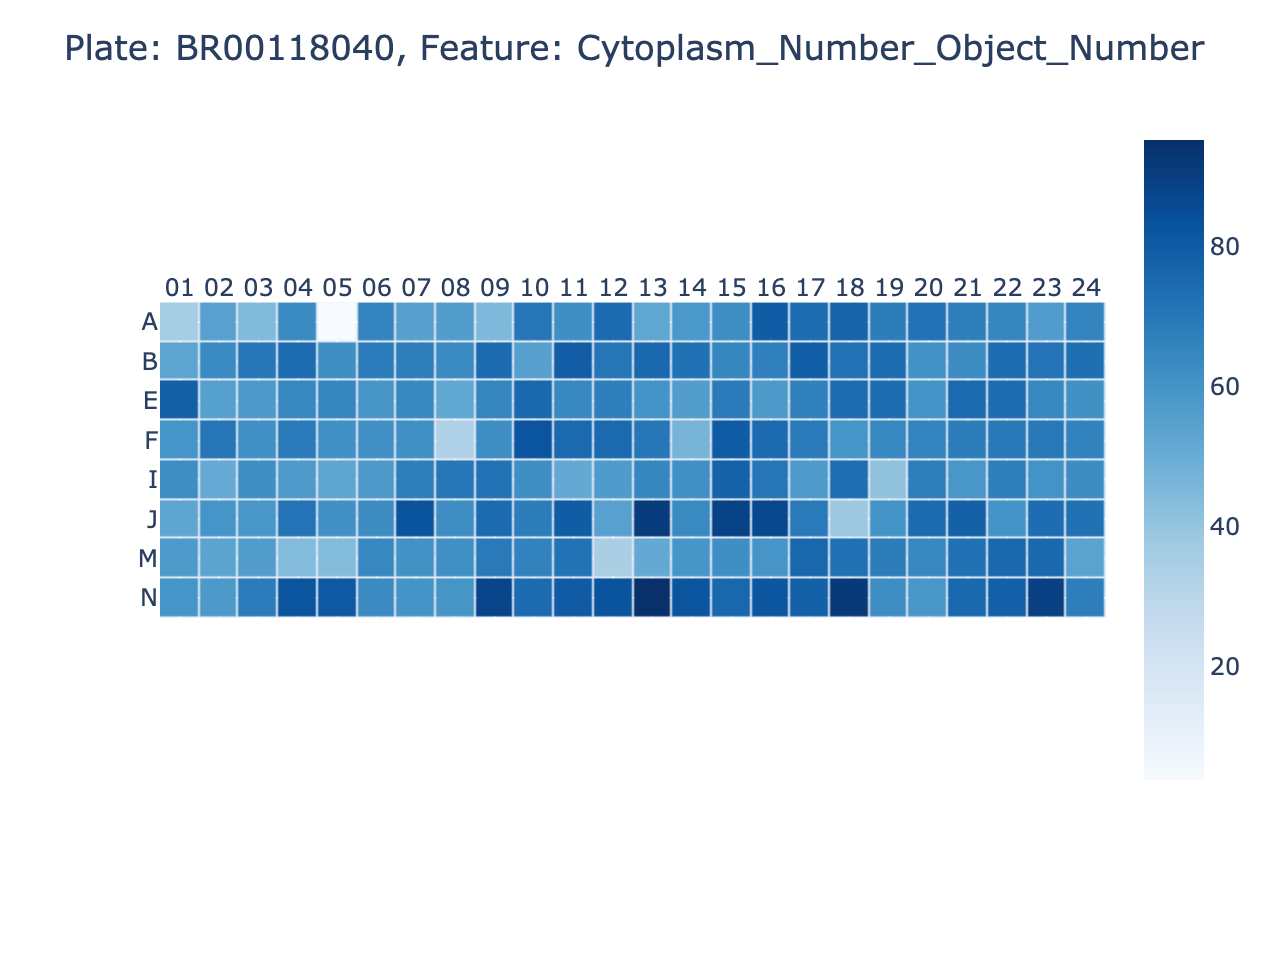 Plate: BR00118040, Feature: Cytoplasm_Number_Object_Number
80
01 02 03 04 05 06 07 08 09 10 11 12 13 14 15 16 17 18 19 20 21 22 23 24
A
B
E
60
F
I
J
40
M
N
20